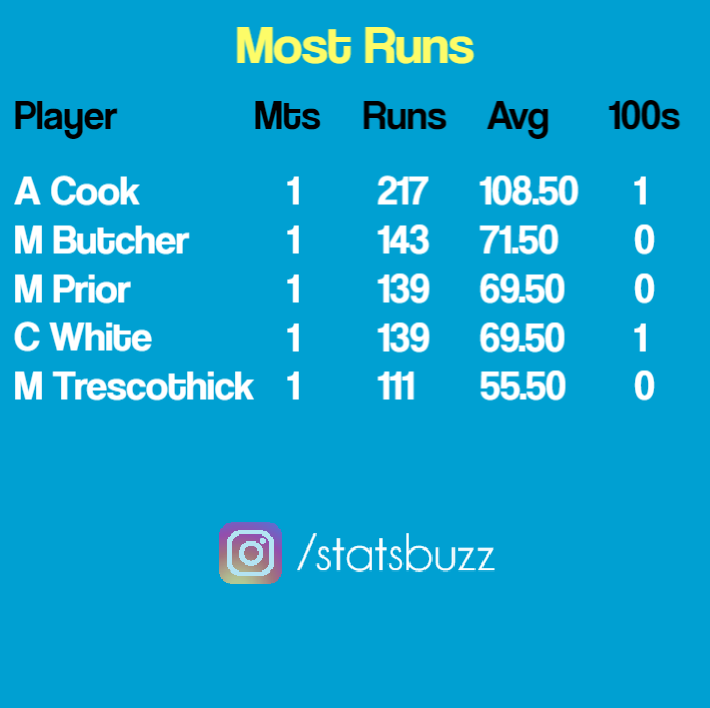 Most Runs
Player Mts Runs Avg 100s
A Cook 1 217 108.50 1
M Butcher 1 143 71.50 0
M Prior 1 139 69.50 0
C White 1 139 69.50 1
M Trescothick 1 111 55.50 0
/statsbuzz